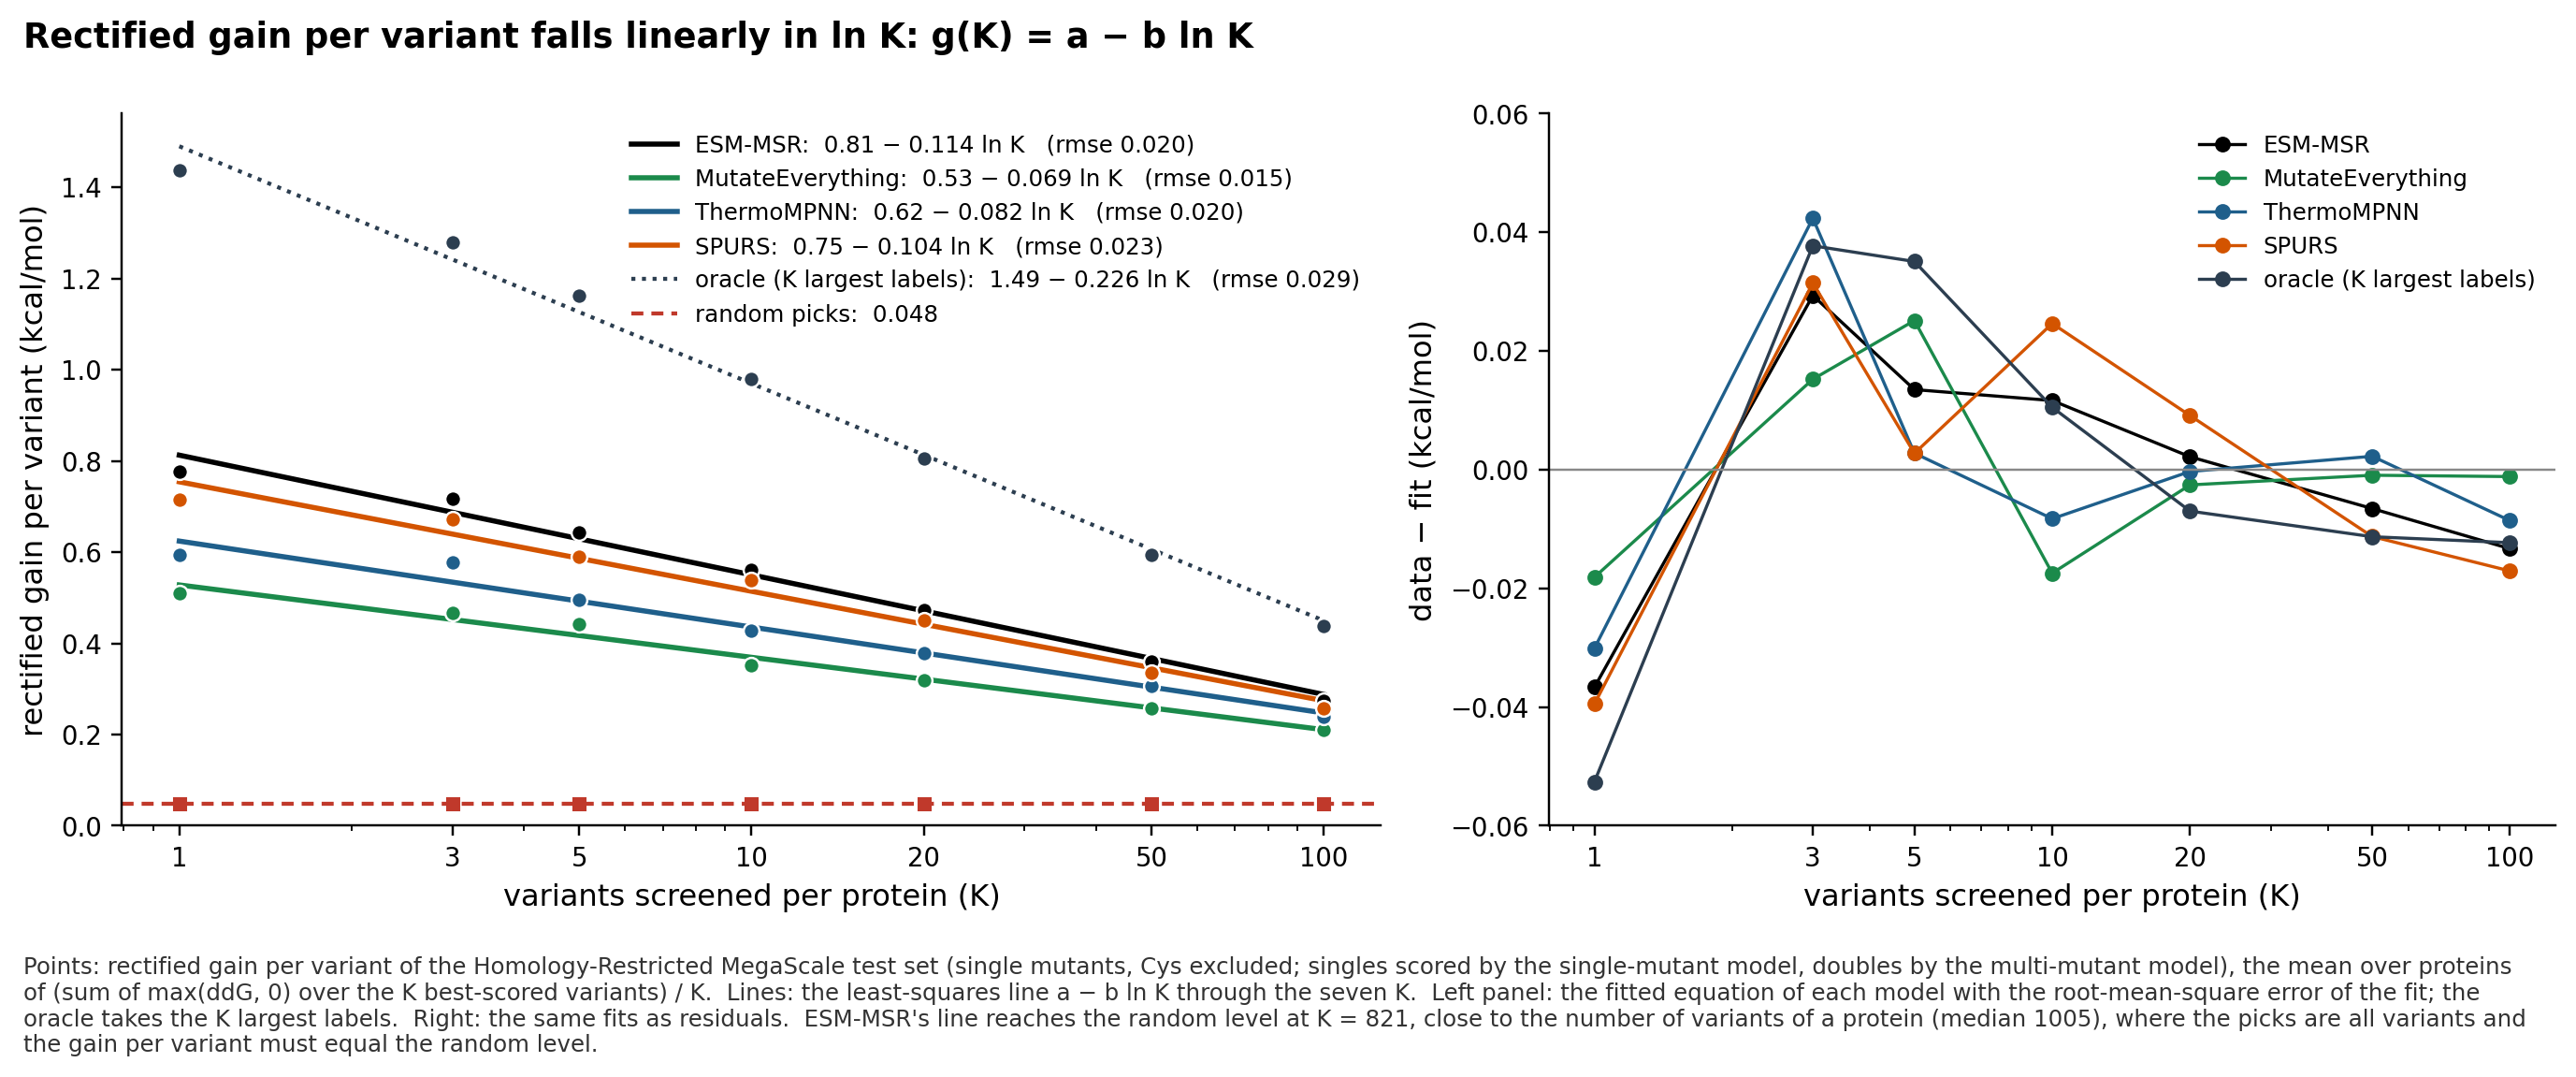 Rectified gain per variant falls linearly in ln K: g(K) = a − b ln K
rectified gain per variant (kcal/mol)
1.4
1.2
1.0
0.8
0.6
0.4
0.2
0.0
ESM-MSR:  0.81 − 0.114 ln K   (rmse 0.020)
MutateEverything:  0.53 − 0.069 ln K   (rmse 0.015)
ThermoMPNN:  0.62 − 0.082 ln K   (rmse 0.020)
SPURS:  0.75 − 0.104 ln K   (rmse 0.023)
oracle (K largest labels):  1.49 − 0.226 ln K   (rmse 0.029)
random picks:  0.048
1 3 5 10 20 50 100
variants screened per protein (K)
data − fit (kcal/mol)
0.06
0.04
0.02
0.00
−0.02
−0.04
−0.06
ESM-MSR
MutateEverything
ThermoMPNN
SPURS
oracle (K largest labels)
1 3 5 10 20 50 100
variants screened per protein (K)
Points: rectified gain per variant of the Homology-Restricted MegaScale test set (single mutants, Cys excluded; singles scored by the single-mutant model, doubles by the multi-mutant model), the mean over proteins
of (sum of max(ddG, 0) over the K best-scored variants) / K.  Lines: the least-squares line a − b ln K through the seven K.  Left panel: the fitted equation of each model with the root-mean-square error of the fit; the
oracle takes the K largest labels.  Right: the same fits as residuals.  ESM-MSR's line reaches the random level at K = 821, close to the number of variants of a protein (median 1005), where the picks are all variants and
the gain per variant must equal the random level.